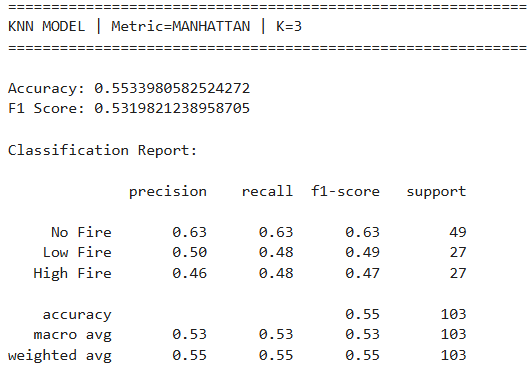 ==========================================================
KNN MODEL | Metric=MANHATTAN | K=3
==========================================================
Accuracy: 0.5533980582524272
F1 Score: 0.5319821238958705
Classification Report:
precision recall f1-score support
No Fire 0.63 0.63 0.63 49
Low Fire 0.50 0.48 0.49 27
High Fire 0.46 0.48 0.47 27
accuracy 0.55 103
macro avg 0.53 0.53 0.53 103
weighted avg 0.55 0.55 0.55 103